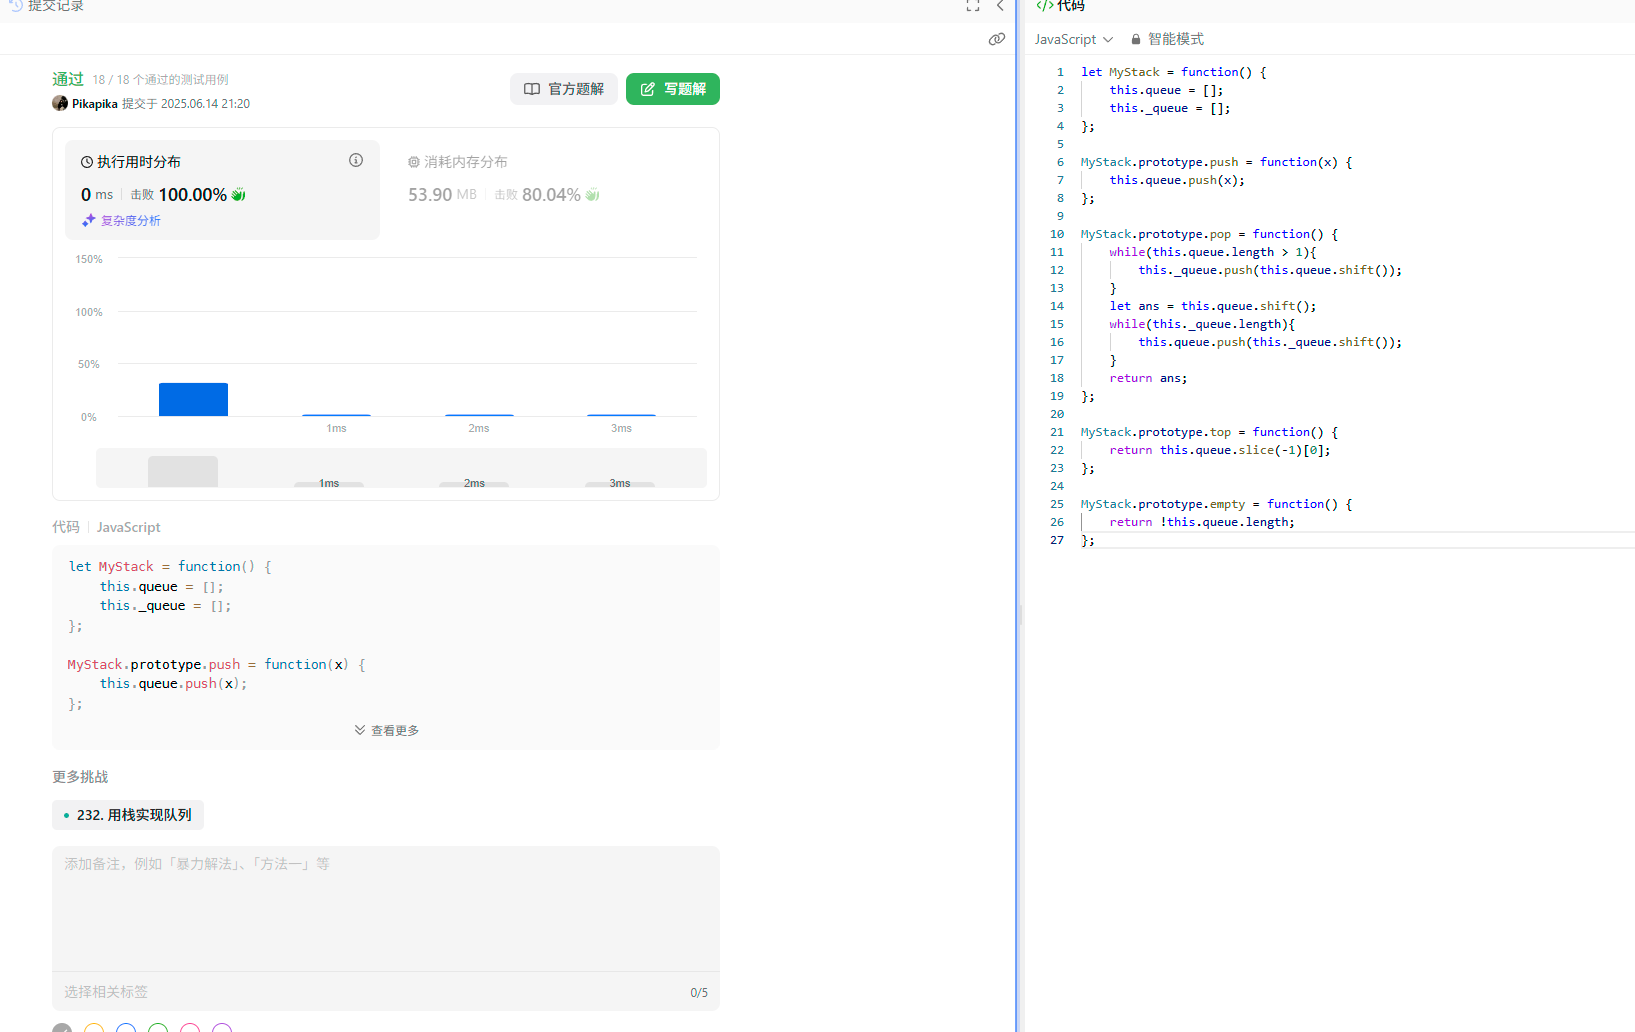 提交记录
通过 18 / 18 个通过的测试用例
Pikapika 提交于 2025.06.14 21:20
官方题解
写题解
执行用时分布
0 ms 击败 100.00%
复杂度分析
消耗内存分布
53.90 MB 击败 80.04%
150%
100%
50%
0%
1ms 2ms 3ms
1ms 2ms 3ms
代码 JavaScript
let MyStack = function() {
    this.queue = [];
    this._queue = [];
};
MyStack.prototype.push = function(x) {
    this.queue.push(x);
};
查看更多
更多挑战
232. 用栈实现队列
添加备注，例如「暴力解法」、「方法一」等
选择相关标签 0/5
</> 代码
JavaScript 智能模式
1 let MyStack = function() {
2     this.queue = [];
3     this._queue = [];
4 };
5
6 MyStack.prototype.push = function(x) {
7     this.queue.push(x);
8 };
9
10 MyStack.prototype.pop = function() {
11     while(this.queue.length > 1){
12         this._queue.push(this.queue.shift());
13     }
14     let ans = this.queue.shift();
15     while(this._queue.length){
16         this.queue.push(this._queue.shift());
17     }
18     return ans;
19 };
20
21 MyStack.prototype.top = function() {
22     return this.queue.slice(-1)[0];
23 };
24
25 MyStack.prototype.empty = function() {
26     return !this.queue.length;
27 };